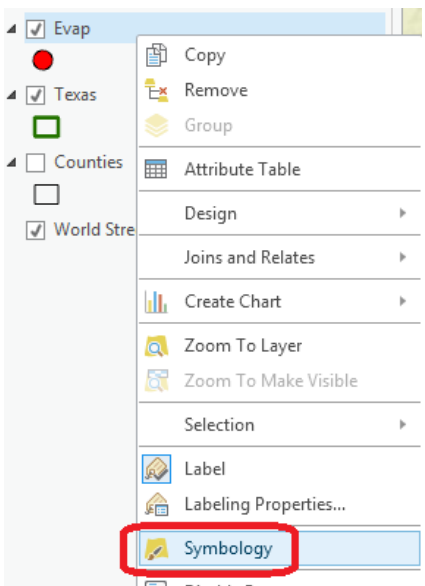 Evap
Texas
Counties
World Stre
Copy
Remove
Group
Attribute Table
Design
Joins and Relates
Create Chart
Zoom To Layer
Zoom To Make Visible
Selection
Label
Labeling Properties...
Symbology